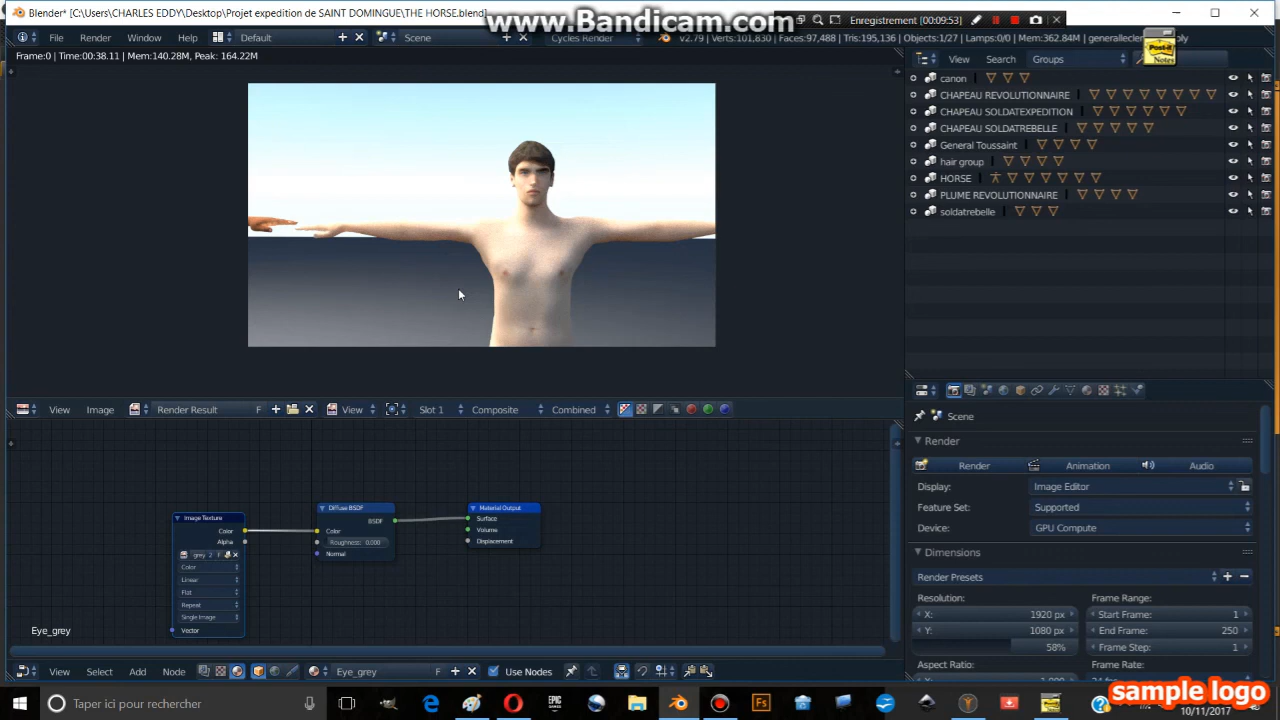 Blender* [C:\Users\CHARLES EDDY\Desktop\Projet expedition de SAINT DOMINGUE\THE HORSE.blend]
www.Bandicam.com
Enregistrement [00:09:53]
File Render Window Help Default Scene Cycles Render v2.79 | Verts:101,830 | Faces:97,488 | Tris:195,136 | Objects:1/27 | Lamps:0/0 | Mem:362.84M |
Post-it
Notes
Frame:0 | Time:00:38.11 | Mem:140.28M, Peak: 164.22M
View Search Groups
canon
CHAPEAU REVOLUTIONNAIRE
CHAPEAU SOLDATEXPEDITION
CHAPEAU SOLDATREBELLE
General Toussaint
hair group
HORSE
PLUME REVOLUTIONNAIRE
soldatrebelle
View Image Render Result F View Slot 1 Composite Combined
Scene
Render
Render Animation Audio
Display: Image Editor
Feature Set: Supported
Device: GPU Compute
Dimensions
Render Presets
Resolution: Frame Range:
X: 1920 px Start Frame: 1
Y: 1080 px End Frame: 250
58% Frame Step: 1
Aspect Ratio: Frame Rate:
Image Texture
Color
Alpha
grey 2 F
Color
Linear
Flat
Repeat
Single Image
Vector
Diffuse BSDF
BSDF
Color
Roughness: 0.000
Normal
Material Output
Surface
Volume
Displacement
Eye_grey
View Select Add Node Eye_grey F Use Nodes
Taper ici pour rechercher
EPIC
GAMES
Fs
10/11/2017
sample logo